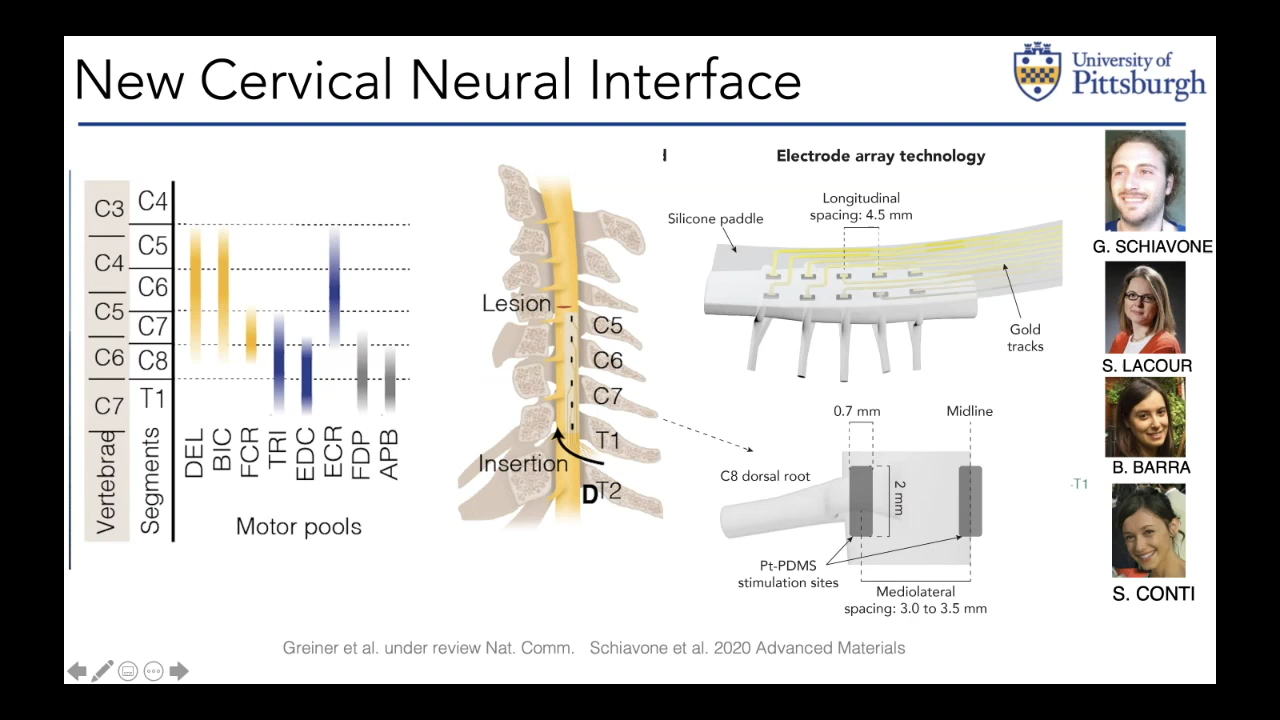 New Cervical Neural Interface
University of
Pittsburgh
C3
C4
C5
C6
C7
Vertebrae
C4
C5
C6
C7
C8
T1
Segments
DEL
BIC
FCR
TRI
EDC
ECR
FDP
APB
Motor pools
Lesion
C5
C6
C7
T1
T2
Insertion
D
Electrode array technology
Longitudinal
spacing: 4.5 mm
Silicone paddle
Gold
tracks
0.7 mm
Midline
C8 dorsal root
2 mm
Pt-PDMS
stimulation sites
Mediolateral
spacing: 3.0 to 3.5 mm
-T1
G. SCHIAVONE
S. LACOUR
B. BARRA
S. CONTI
Greiner et al. under review Nat. Comm. Schiavone et al. 2020 Advanced Materials